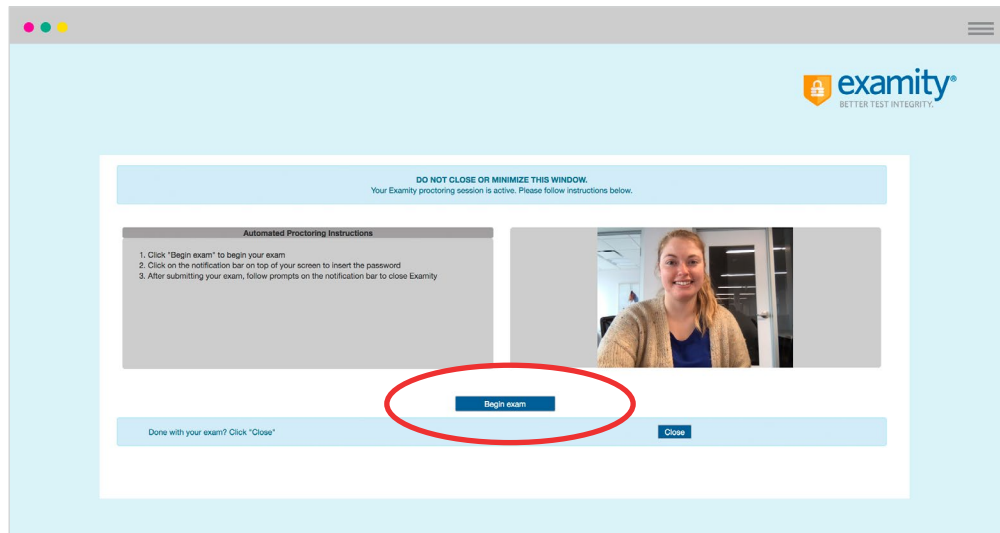 examity®
BETTER TEST INTEGRITY.
DO NOT CLOSE OR MINIMIZE THIS WINDOW.
Your Examity proctoring session is active. Please follow instructions below.
Automated Proctoring Instructions
1. Click "Begin exam" to begin your exam
2. Click on the notification bar on top of your screen to insert the password
3. After submitting your exam, follow prompts on the notification bar to close Examity
Begin exam
Done with your exam? Click "Close"
Close